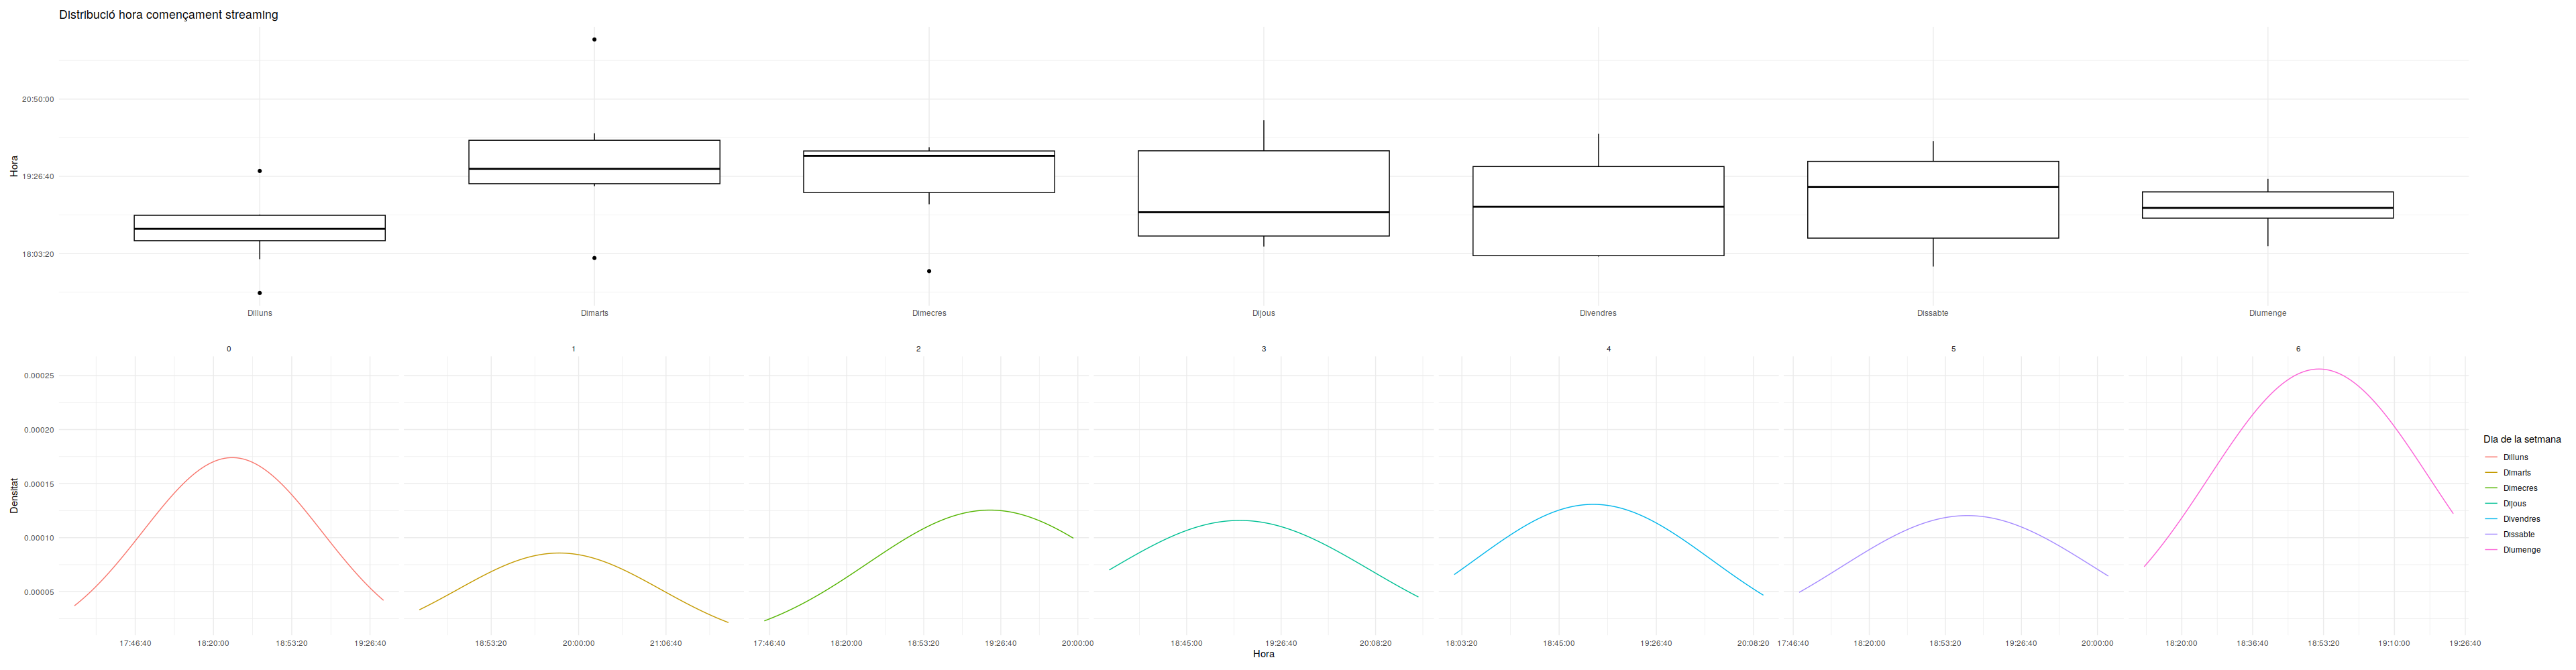 Distribució hora començament streaming
Hora
20:50:00
19:26:40
18:03:20
Dilluns Dimarts Dimecres Dijous Divendres Dissabte Diumenge
0 1 2 3 4 5 6
Densitat
0.00025
0.00020
0.00015
0.00010
0.00005
17:46:40 18:20:00 18:53:20 19:26:40 18:53:20 20:00:00 21:06:40 17:46:40 18:20:00 18:53:20 19:26:40 20:00:00 18:45:00 19:26:40 20:08:20 18:03:20 18:45:00 19:26:40 20:08:20 17:46:40 18:20:00 18:53:20 19:26:40 20:00:00 18:20:00 18:36:40 18:53:20 19:10:00 19:26:40
Hora
Dia de la setmana
Dilluns
Dimarts
Dimecres
Dijous
Divendres
Dissabte
Diumenge